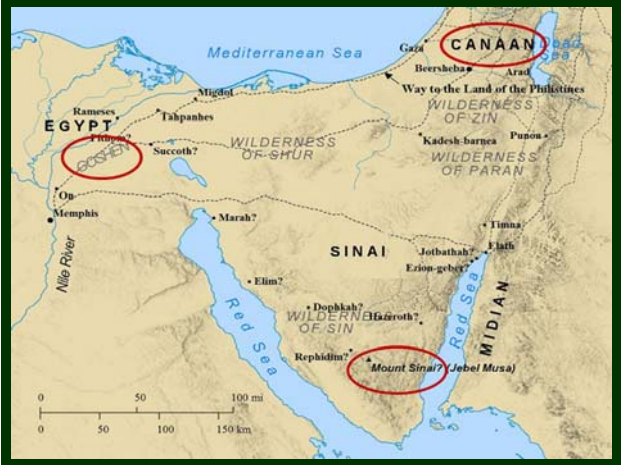 Mediterranean Sea
Gaza
CANAAN
Dead
Sea
Beersheba
Arad
Way to the Land of the Philistines
Migdol
WILDERNESS
OF ZIN
Rameses
Tahpanhes
EGYPT
Pithom?
GOSHEN
Succoth?
WILDERNESS
OF SHUR
Kadesh-barnea
Punon
WILDERNESS
OF PARAN
On
Memphis
Marah?
Timna
SINAI
Jotbathah?
Elath
Ezion-geber?
Nile River
Elim?
Red Sea
Dophkah?
WILDERNESS
OF SIN
Hazeroth?
Red Sea
MIDIAN
Rephidim?
Mount Sinai? (Jebel Musa)
0 50 100 mi
0 50 100 150 km